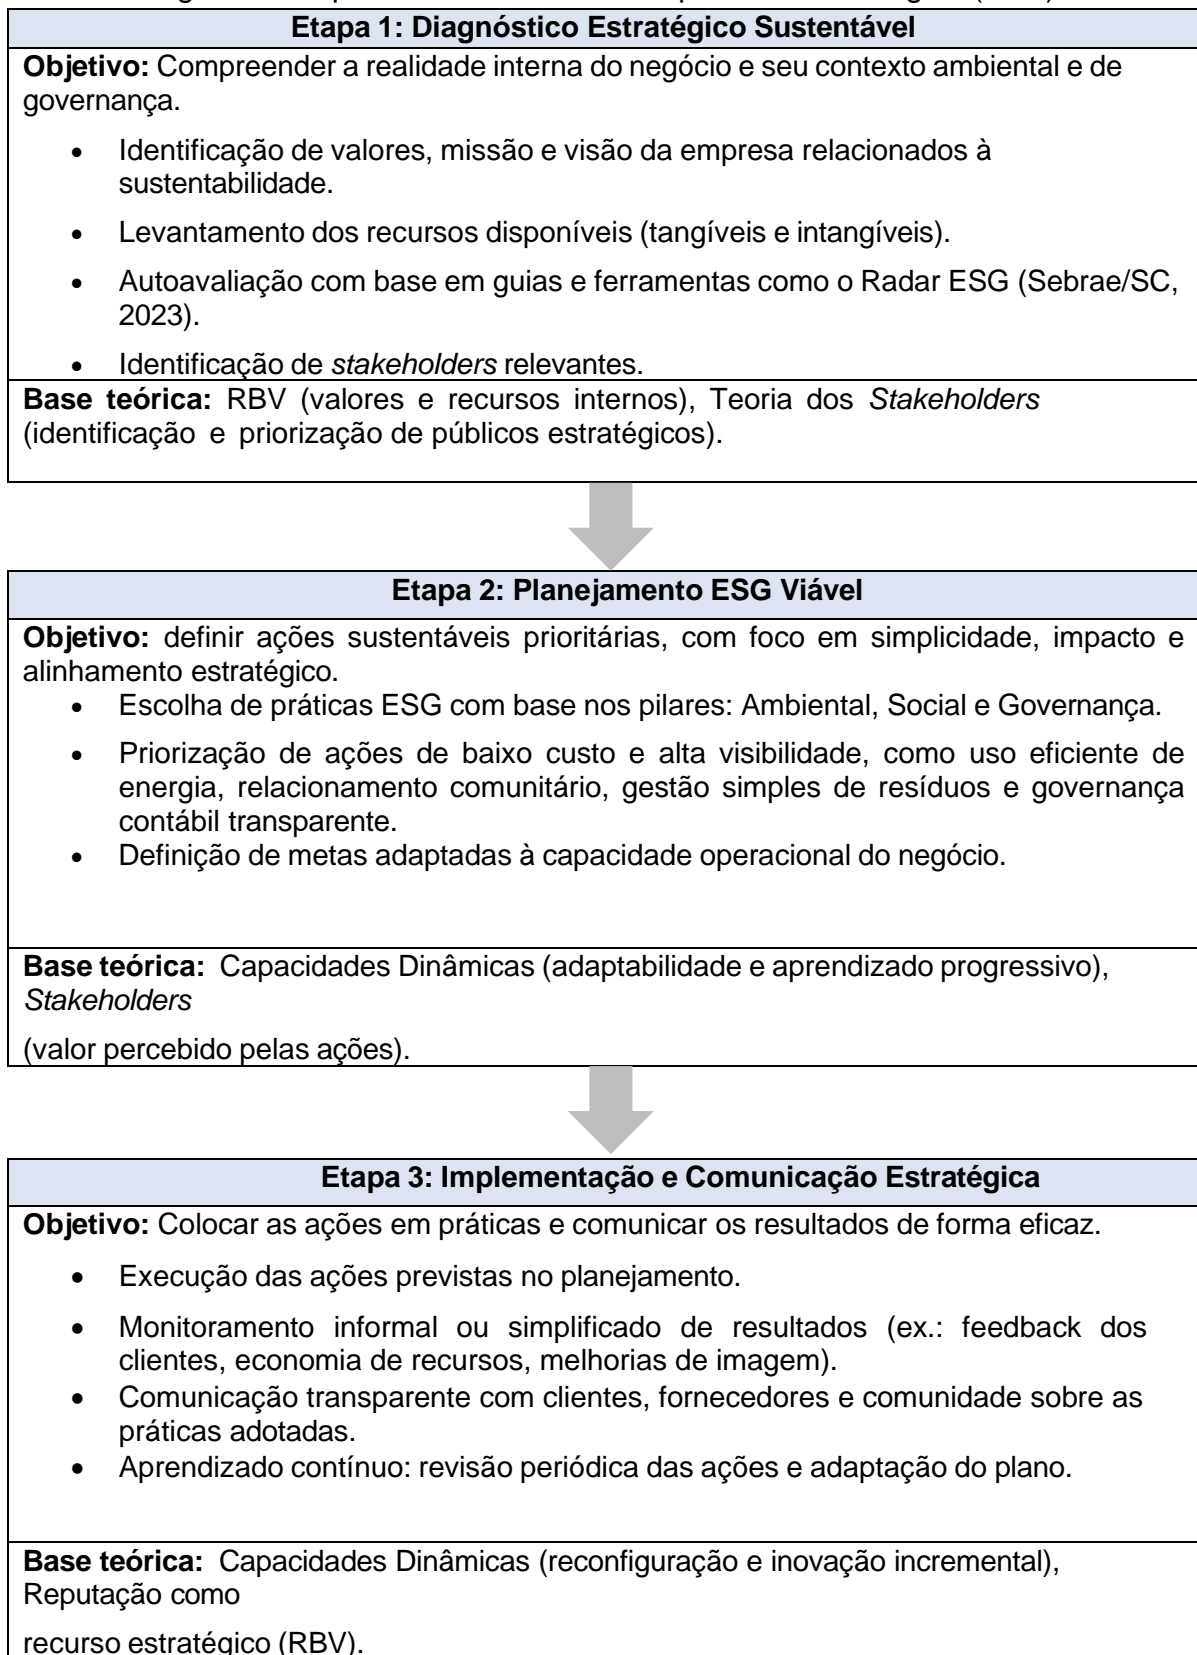 Etapa 1: Diagnóstico Estratégico Sustentável
Objetivo: Compreender a realidade interna do negócio e seu contexto ambiental e de
governança.
• Identificação de valores, missão e visão da empresa relacionados à
sustentabilidade.
• Levantamento dos recursos disponíveis (tangíveis e intangíveis).
• Autoavaliação com base em guias e ferramentas como o Radar ESG (Sebrae/SC,
2023).
• Identificação de stakeholders relevantes.
Base teórica: RBV (valores e recursos internos), Teoria dos Stakeholders
(identificação e priorização de públicos estratégicos).
Etapa 2: Planejamento ESG Viável
Objetivo: definir ações sustentáveis prioritárias, com foco em simplicidade, impacto e
alinhamento estratégico.
• Escolha de práticas ESG com base nos pilares: Ambiental, Social e Governança.
• Priorização de ações de baixo custo e alta visibilidade, como uso eficiente de
energia, relacionamento comunitário, gestão simples de resíduos e governança
contábil transparente.
• Definição de metas adaptadas à capacidade operacional do negócio.
Base teórica: Capacidades Dinâmicas (adaptabilidade e aprendizado progressivo),
Stakeholders
(valor percebido pelas ações).
Etapa 3: Implementação e Comunicação Estratégica
Objetivo: Colocar as ações em práticas e comunicar os resultados de forma eficaz.
• Execução das ações previstas no planejamento.
• Monitoramento informal ou simplificado de resultados (ex.: feedback dos
clientes, economia de recursos, melhorias de imagem).
• Comunicação transparente com clientes, fornecedores e comunidade sobre as
práticas adotadas.
• Aprendizado contínuo: revisão periódica das ações e adaptação do plano.
Base teórica: Capacidades Dinâmicas (reconfiguração e inovação incremental),
Reputação como
recurso estratégico (RBV).